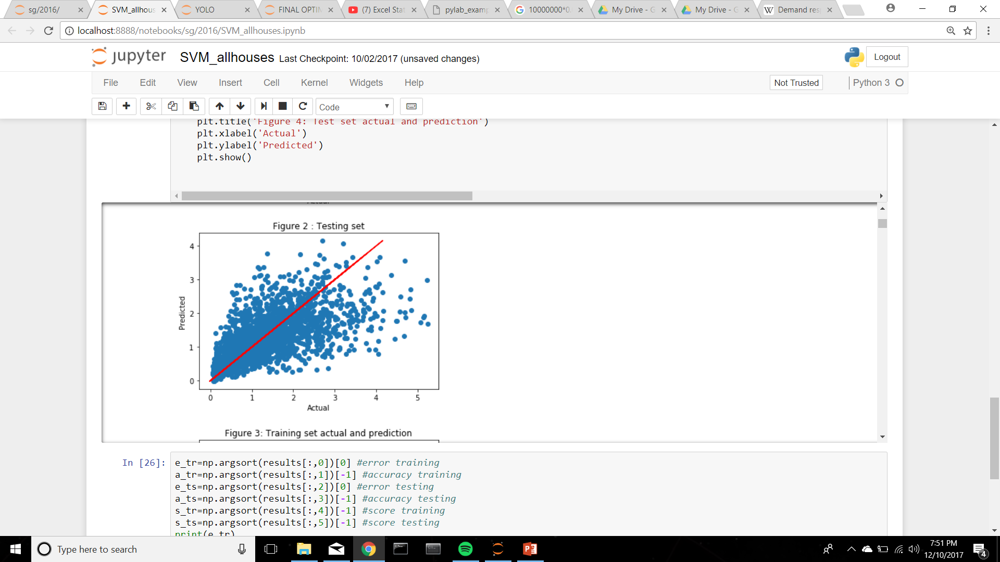 sg/2016/
SVM_allhous
YOLO
FINAL OPTIM
(7) Excel Stat
pylab_examp
10000000*0.
My Drive - G
My Drive - G
Demand res
localhost:8888/notebooks/sg/2016/SVM_allhouses.ipynb
jupyter SVM_allhouses Last Checkpoint: 10/02/2017 (unsaved changes)
Logout
File Edit View Insert Cell Kernel Widgets Help
Not Trusted
Python 3
Code
plt.title('Figure 4: Test set actual and prediction')
plt.xlabel('Actual')
plt.ylabel('Predicted')
plt.show()
Actual
Figure 2 : Testing set
4
3
2
1
0
Predicted
0 1 2 3 4 5
Actual
Figure 3: Training set actual and prediction
In [26]:
e_tr=np.argsort(results[:,0])[0] #error training
a_tr=np.argsort(results[:,1])[-1] #accuracy training
e_ts=np.argsort(results[:,2])[0] #error testing
a_ts=np.argsort(results[:,3])[-1] #accuracy testing
s_tr=np.argsort(results[:,4])[-1] #score training
s_ts=np.argsort(results[:,5])[-1] #score testing
print(e_tr)
Type here to search
7:51 PM
12/10/2017
4